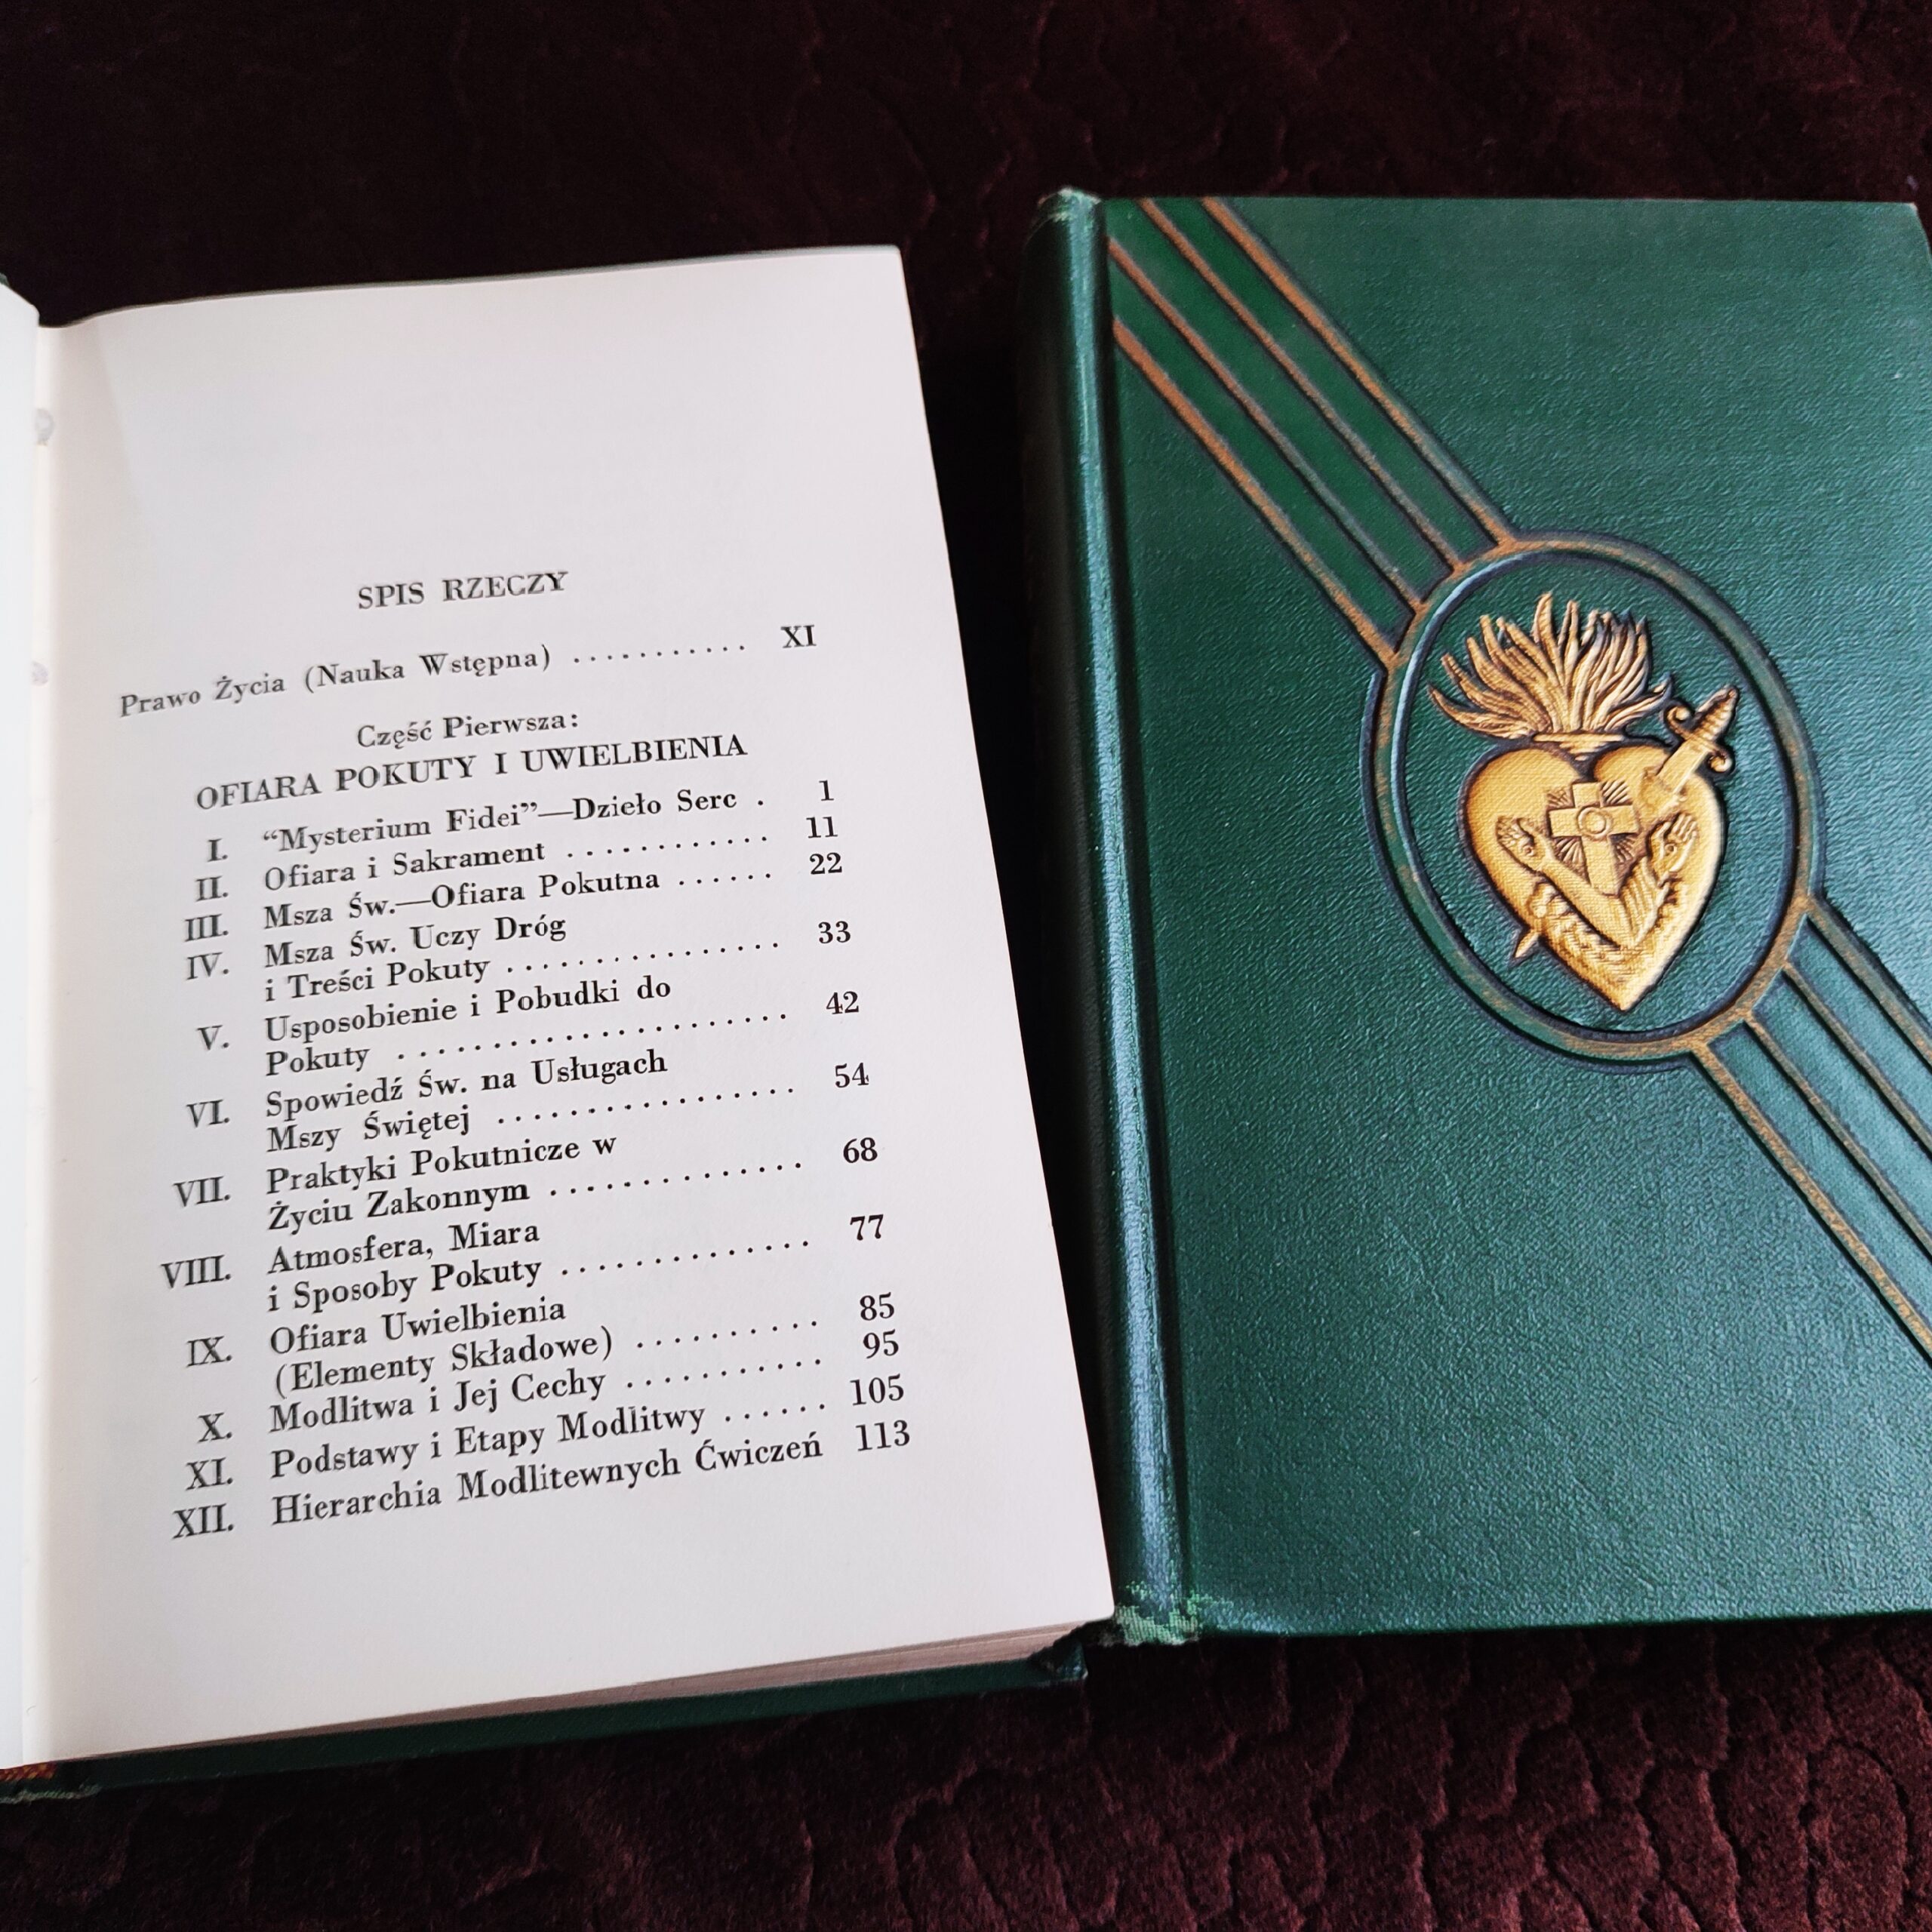 SPIS RZECZY
Prawo Życia (Nauka Wstępna) ........... XI
Część Pierwsza:
OFIARA POKUTY I UWIELBIENIA
I. “Mysterium Fidei”—Dzieło Serc . 1
II. Ofiara i Sakrament ............ 11
III. Msza Św.—Ofiara Pokutna ...... 22
IV. Msza Św. Uczy Dróg
i Treści Pokuty ................ 33
V. Usposobienie i Pobudki do
Pokuty ...................... 42
VI. Spowiedź Św. na Usługach
Mszy Świętej ................. 54
VII. Praktyki Pokutnicze w
Życiu Zakonnym .............. 68
VIII. Atmosfera, Miara
i Sposoby Pokuty .............. 77
IX. Ofiara Uwielbienia
(Elementy Składowe) .......... 85
X. Modlitwa i Jej Cechy ........... 95
XI. Podstawy i Etapy Modlitwy ...... 105
XII. Hierarchia Modlitewnych Ćwiczeń 113